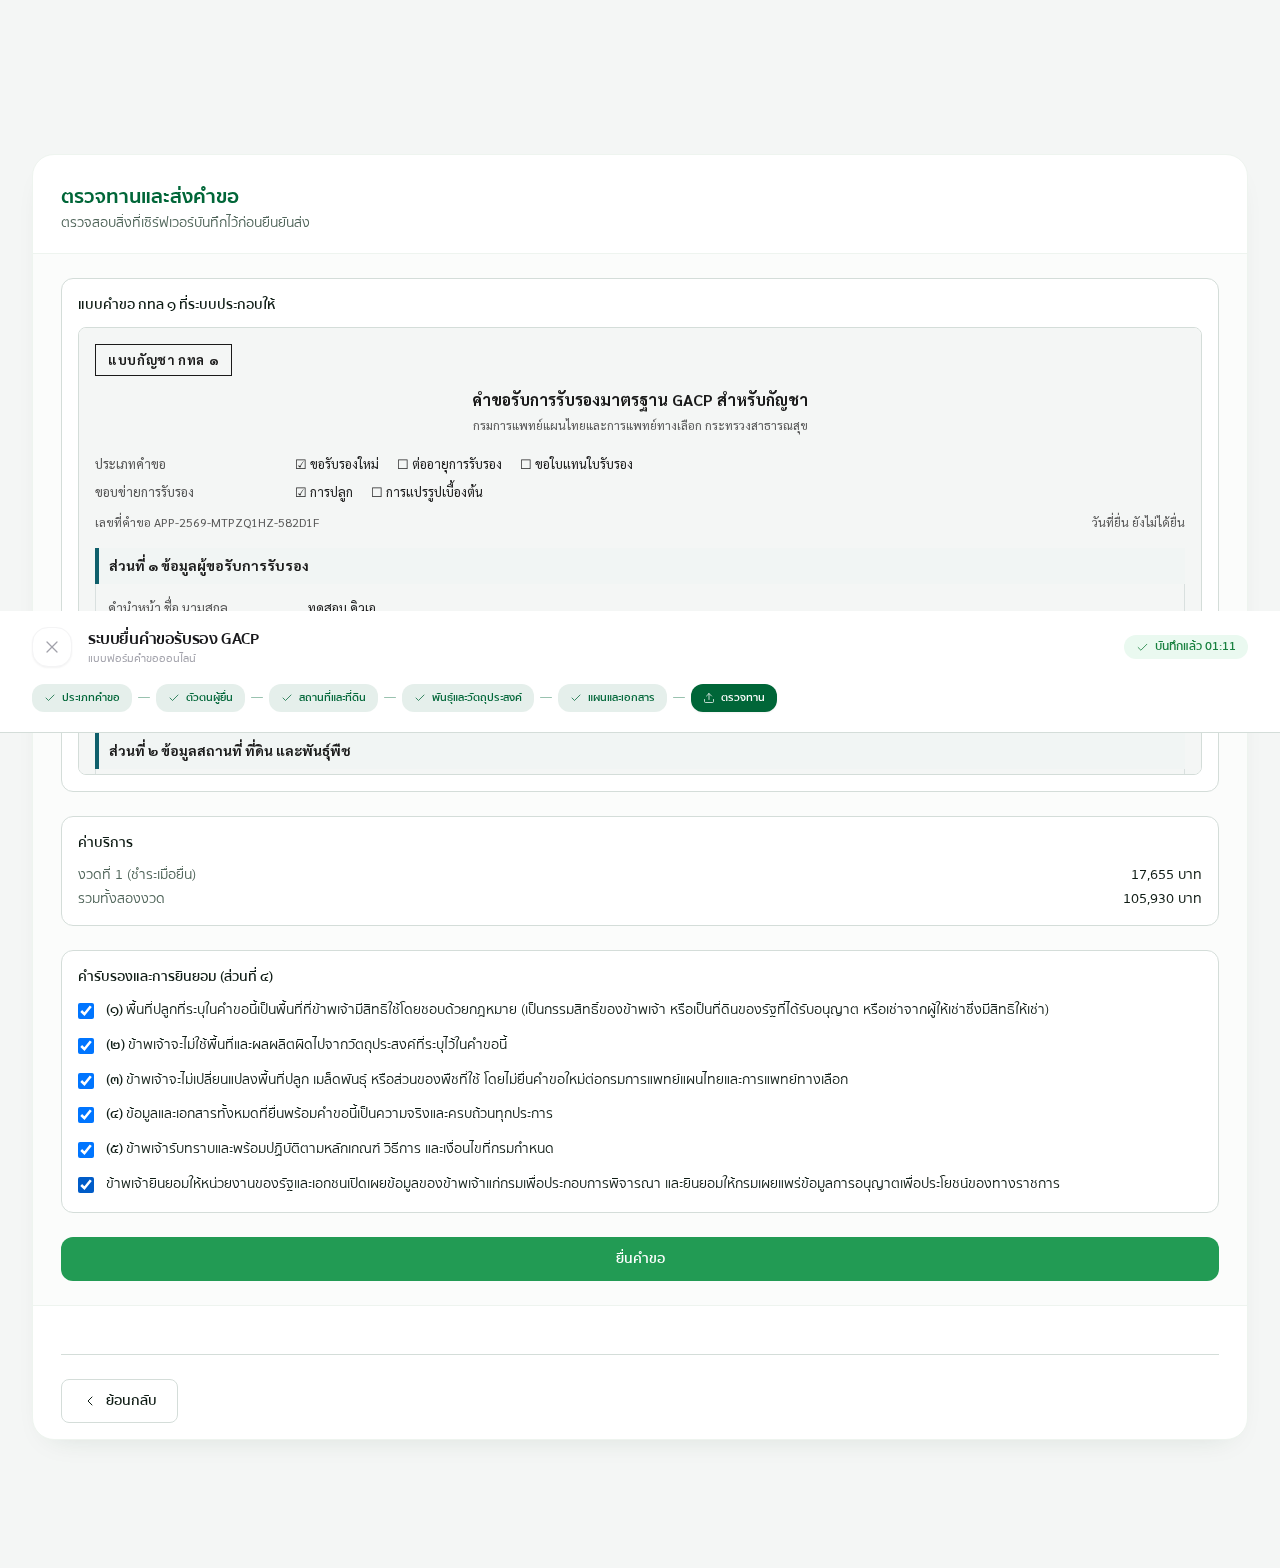 ตรวจทานและส่งคำขอ
ตรวจสอบสิ่งที่เซิร์ฟเวอร์บันทึกไว้ก่อนยืนยันส่ง
แบบคำขอ กทล ๑ ที่ระบบประกอบให้
แบบกัญชา กทล ๑
คำขอรับการรับรองมาตรฐาน GACP สำหรับกัญชา
กรมการแพทย์แผนไทยและการแพทย์ทางเลือก กระทรวงสาธารณสุข
ประเภทคำขอ ☑ ขอรับรองใหม่ ☐ ต่ออายุการรับรอง ☐ ขอใบแทนใบรับรอง
ขอบข่ายการรับรอง ☑ การปลูก ☐ การแปรรูปเบื้องต้น
เลขที่คำขอ APP-2569-MTPZQ1HZ-582D1F วันที่ยื่น ยังไม่ได้ยื่น
ส่วนที่ ๑ ข้อมูลผู้ขอรับการรับรอง
คำนำหน้า ชื่อ นามสกุล ทดสอบ คิวเอ
ระบบยื่นคำขอรับรอง GACP
แบบฟอร์มคำขอออนไลน์
บันทึกแล้ว 01:11
ประเภทคำขอ — ตัวตนผู้ยื่น — สถานที่และที่ดิน — พันธุ์และวัตถุประสงค์ — แผนและเอกสาร — ตรวจทาน
ส่วนที่ ๒ ข้อมูลสถานที่ ที่ดิน และพันธุ์พืช
ค่าบริการ
งวดที่ 1 (ชำระเมื่อยื่น) 17,655 บาท
รวมทั้งสองงวด 105,930 บาท
คำรับรองและการยินยอม (ส่วนที่ ๔)
(๑) พื้นที่ปลูกที่ระบุในคำขอนี้เป็นพื้นที่ที่ข้าพเจ้ามีสิทธิใช้โดยชอบด้วยกฎหมาย (เป็นกรรมสิทธิ์ของข้าพเจ้า หรือเป็นที่ดินของรัฐที่ได้รับอนุญาต หรือเช่าจากผู้ให้เช่าซึ่งมีสิทธิให้เช่า)
(๒) ข้าพเจ้าจะไม่ใช้พื้นที่และผลผลิตผิดไปจากวัตถุประสงค์ที่ระบุไว้ในคำขอนี้
(๓) ข้าพเจ้าจะไม่เปลี่ยนแปลงพื้นที่ปลูก เมล็ดพันธุ์ หรือส่วนของพืชที่ใช้ โดยไม่ยื่นคำขอใหม่ต่อกรมการแพทย์แผนไทยและการแพทย์ทางเลือก
(๔) ข้อมูลและเอกสารทั้งหมดที่ยื่นพร้อมคำขอนี้เป็นความจริงและครบถ้วนทุกประการ
(๕) ข้าพเจ้ารับทราบและพร้อมปฏิบัติตามหลักเกณฑ์ วิธีการ และเงื่อนไขที่กรมกำหนด
ข้าพเจ้ายินยอมให้หน่วยงานของรัฐและเอกชนเปิดเผยข้อมูลของข้าพเจ้าแก่กรมเพื่อประกอบการพิจารณา และยินยอมให้กรมเผยแพร่ข้อมูลการอนุญาตเพื่อประโยชน์ของทางราชการ
ยื่นคำขอ
ย้อนกลับ